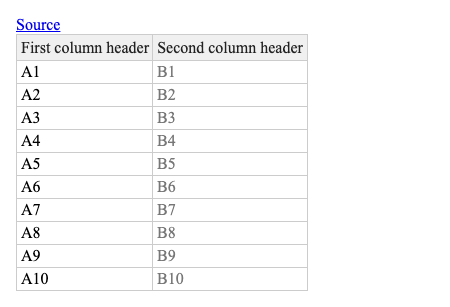 Source
First column header Second column header
A1 B1
A2 B2
A3 B3
A4 B4
A5 B5
A6 B6
A7 B7
A8 B8
A9 B9
A10 B10